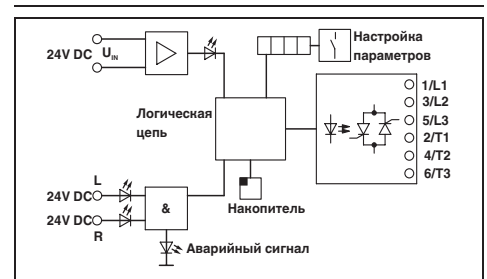 Настройка
параметров
24V DC U_IN
1/L1
3/L2
5/L3
2/T1
4/T2
6/T3
Логическая
цепь
L
24V DC
&
24V DC
R
Накопитель
Аварийный сигнал